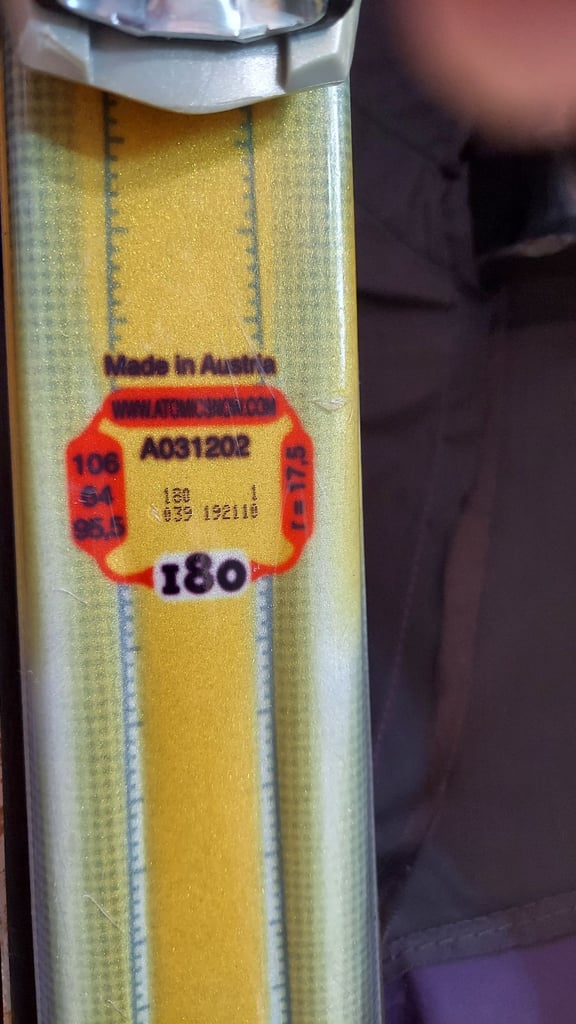 Made in Austria
WWW.ATOMICSNOW.COM
A031202
106
64
95,5
180 1
039 192110
r = 17,5
180